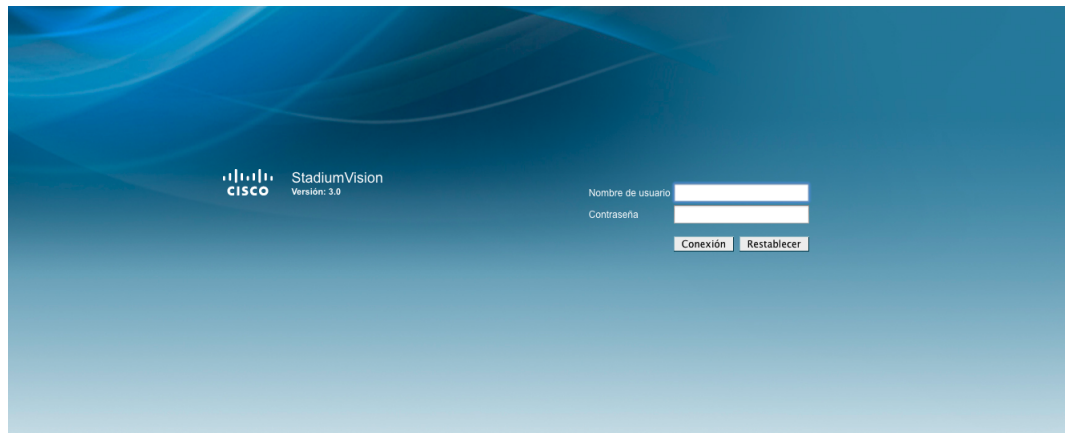 CISCO
StadiumVision
Versión: 3.0
Nombre de usuario
Contraseña
Conexión Restablecer